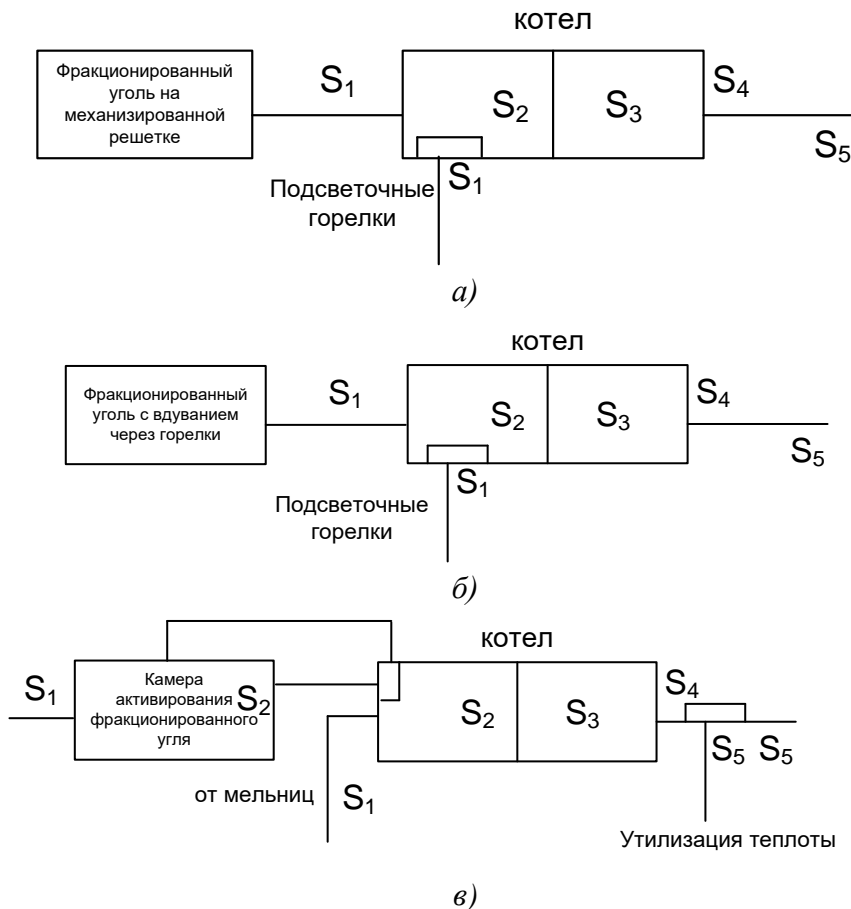 котел
Фракционированный
уголь на
механизированной
решетке
S1
S2
S3
S4
S5
S1
Подсветочные
горелки
а)
котел
Фракционированный
уголь с вдуванием
через горелки
S1
S2
S3
S4
S5
S1
Подсветочные
горелки
б)
котел
S1
Камера
активирования
фракционированного
угля
S2
S2
S3
S4
S5
S5
от мельниц
S1
Утилизация теплоты
в)